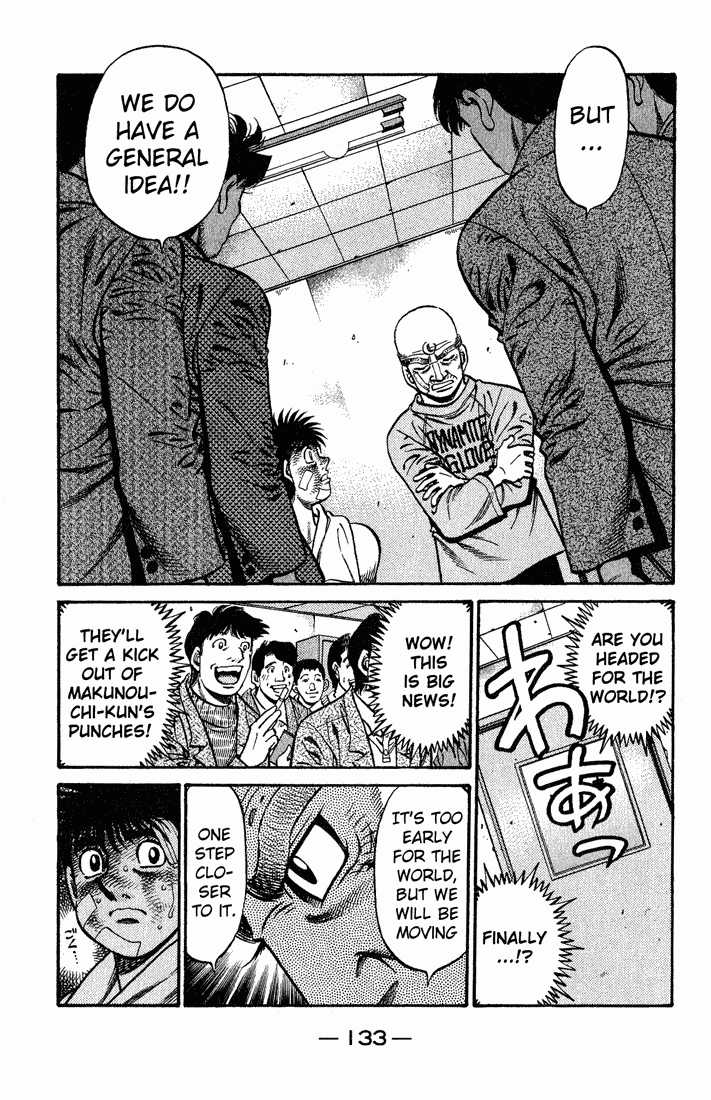 BUT
...
WE DO
HAVE A
GENERAL
IDEA!!
DYNAMITE
GLOVE
ARE YOU
HEADED
FOR THE
WORLD!?
わあっ
FINALLY
...!?
WOW!
THIS
IS BIG
NEWS!
THEY'LL
GET A KICK
OUT OF
MAKUNOU-
CHI-KUN'S
PUNCHES!
IT'S TOO
EARLY
FOR THE
WORLD,
BUT WE
WILL BE
MOVING
ONE
STEP
CLO-
SER
TO IT.
— 133 —